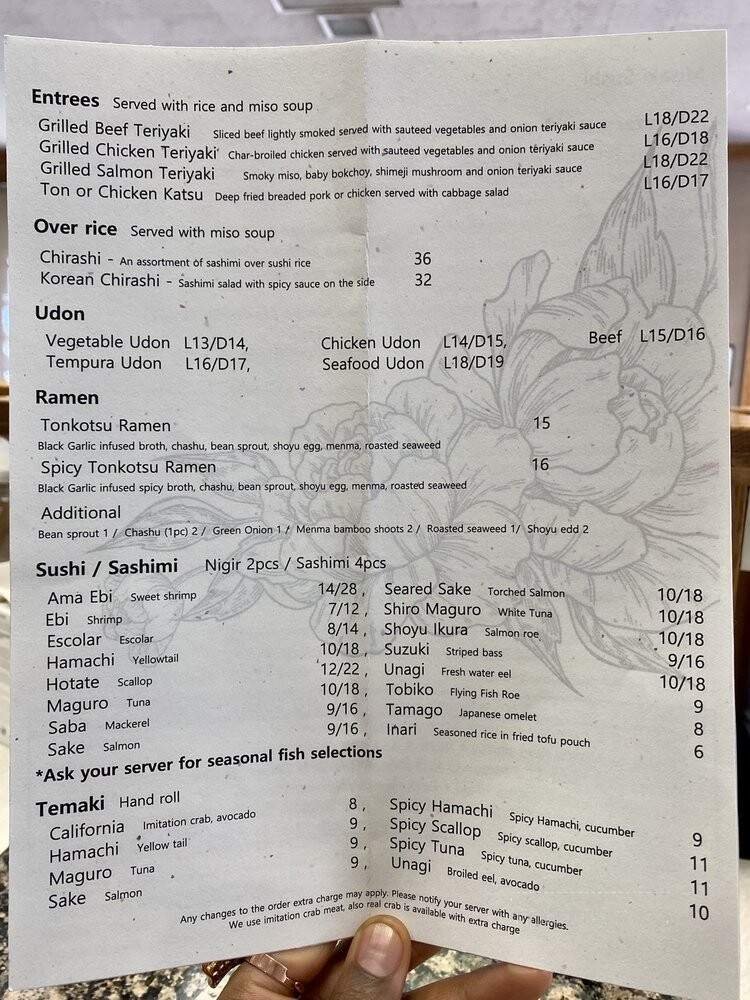 Entrees Served with rice and miso soup
Grilled Beef Teriyaki Sliced beef lightly smoked served with sauteed vegetables and onion teriyaki sauce L18/D22
Grilled Chicken Teriyaki Char-broiled chicken served with sauteed vegetables and onion teriyaki sauce L16/D18
Grilled Salmon Teriyaki Smoky miso, baby bokchoy, shimeji mushroom and onion teriyaki sauce L18/D22
Ton or Chicken Katsu Deep fried breaded pork or chicken served with cabbage salad L16/D17
Over rice Served with miso soup
Chirashi - An assortment of sashimi over sushi rice 36
Korean Chirashi - Sashimi salad with spicy sauce on the side 32
Udon
Vegetable Udon L13/D14, Chicken Udon L14/D15, Beef L15/D16
Tempura Udon L16/D17, Seafood Udon L18/D19
Ramen
Tonkotsu Ramen 15
Black Garlic infused broth, chashu, bean sprout, shoyu egg, menma, roasted seaweed
Spicy Tonkotsu Ramen 16
Black Garlic infused spicy broth, chashu, bean sprout, shoyu egg, menma, roasted seaweed
Additional
Bean sprout 1 / Chashu (1pc) 2 / Green Onion 1 / Menma bamboo shoots 2 / Roasted seaweed 1/ Shoyu edd 2
Sushi / Sashimi Nigir 2pcs / Sashimi 4pcs
Ama Ebi Sweet shrimp 14/28 , Seared Sake Torched Salmon 10/18
Ebi Shrimp 7/12 , Shiro Maguro White Tuna 10/18
Escolar Escolar 8/14 , Shoyu Ikura Salmon roe 10/18
Hamachi Yellowtail 10/18 , Suzuki Striped bass 9/16
Hotate Scallop 12/22 , Unagi Fresh water eel 10/18
Maguro Tuna 10/18 , Tobiko Flying Fish Roe 9
Saba Mackerel 9/16 , Tamago Japanese omelet 8
Sake Salmon 9/16 , Inari Seasoned rice in fried tofu pouch 6
*Ask your server for seasonal fish selections
Temaki Hand roll
California Imitation crab, avocado 8 , Spicy Hamachi Spicy Hamachi, cucumber 9
Hamachi Yellow tail 9 , Spicy Scallop Spicy scallop, cucumber 11
Maguro Tuna 9 , Spicy Tuna Spicy tuna, cucumber 11
Sake Salmon 9 , Unagi Broiled eel, avocado 10
Any changes to the order extra charge may apply. Please notify your server with any allergies.
We use imitation crab meat, also real crab is available with extra charge